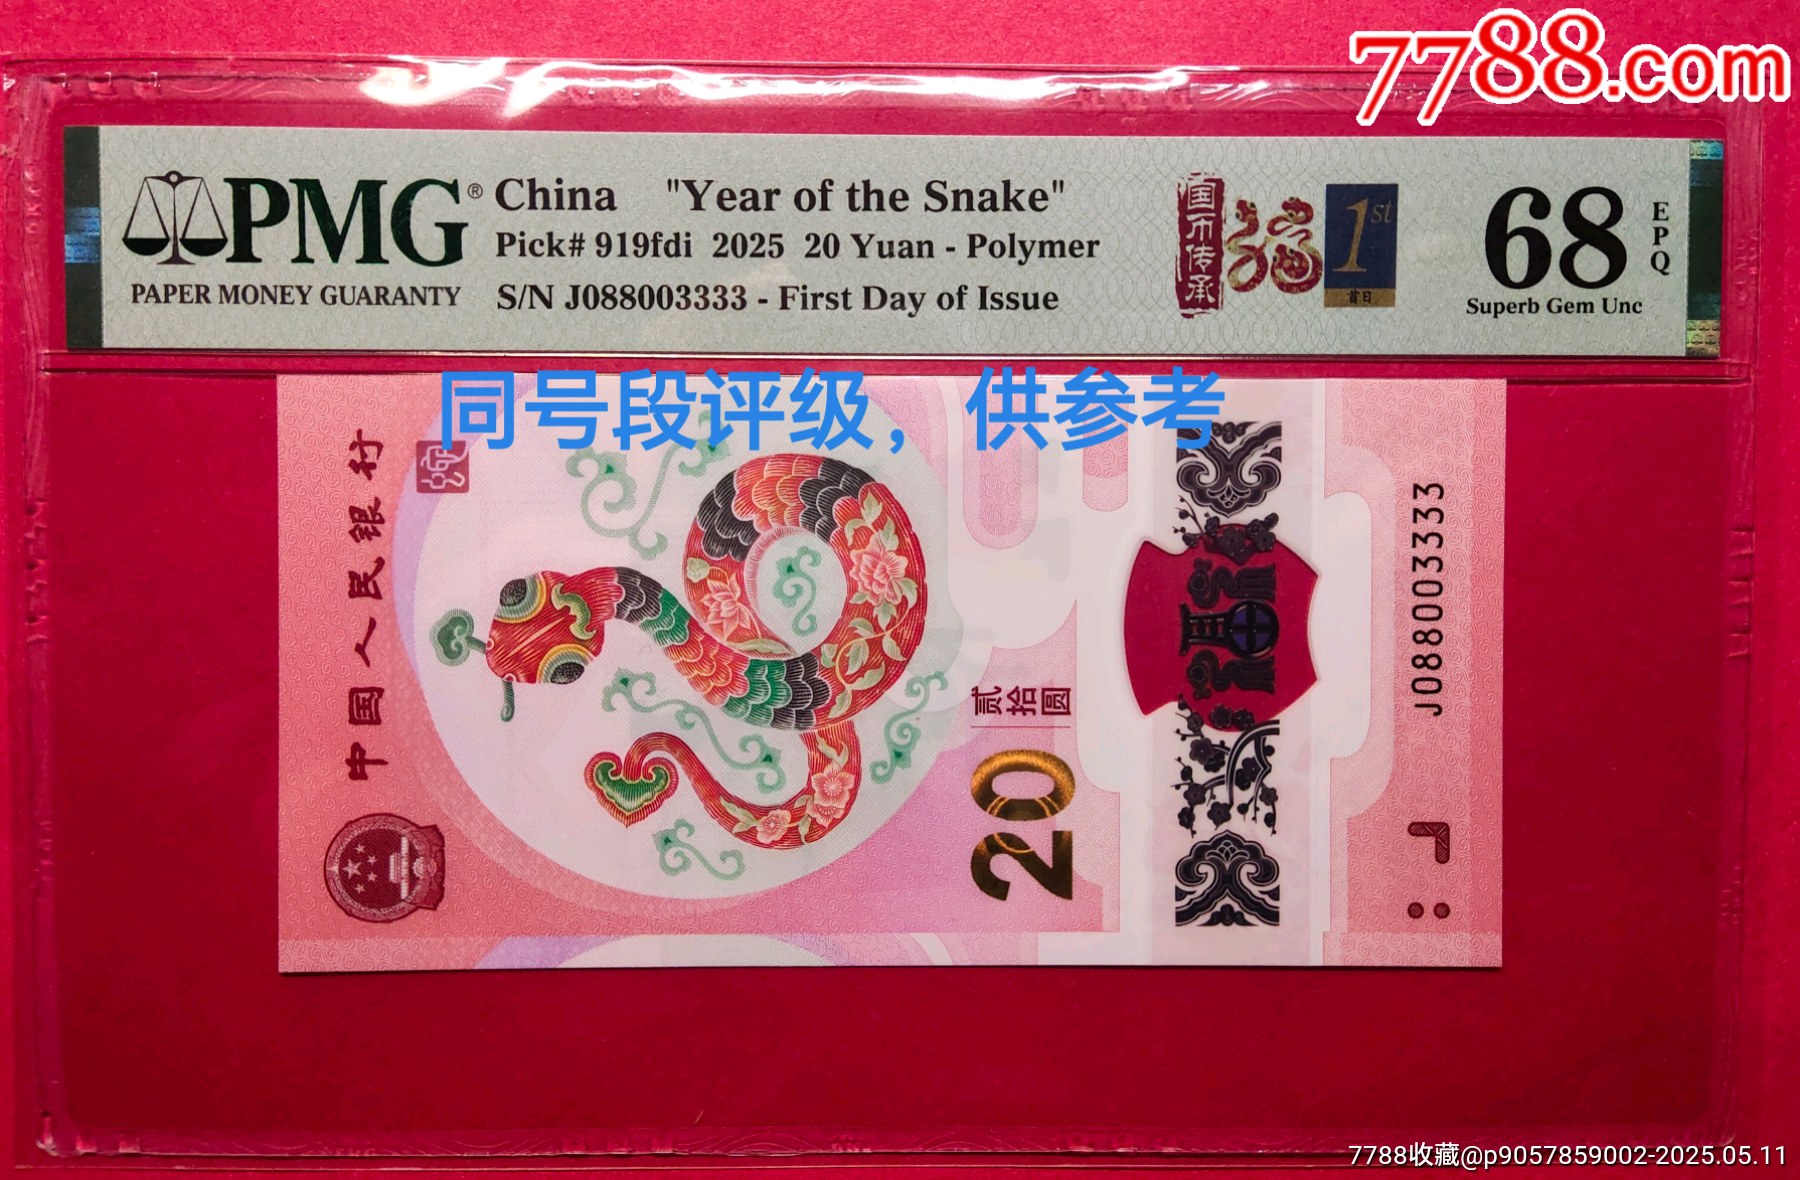 7788.com
PMG®
PAPER MONEY GUARANTY
China "Year of the Snake"
Pick# 919fdi 2025 20 Yuan - Polymer
S/N J088003333 - First Day of Issue
国币传承
福
1st
首日
68
EPQ
Superb Gem Unc
同号段评级，供参考
中国人民银行
贰拾圆
20
J088003333
7788收藏@p9057859002-2025.05.11